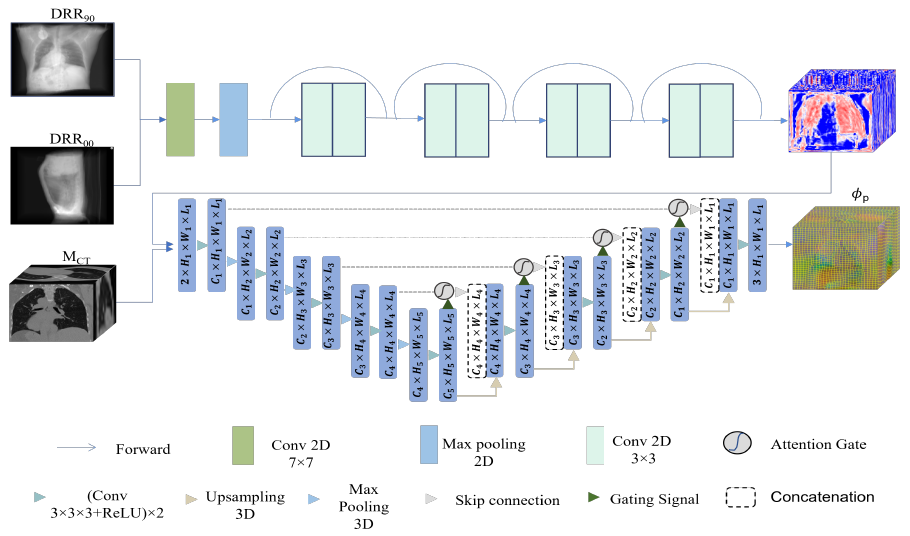 DRR90
DRR00
MCT
ϕp
2 × H1 × W1 × L1
C1 × H1 × W1 × L1
C1 × H2 × W2 × L2
C2 × H2 × W2 × L2
C2 × H3 × W3 × L3
C3 × H3 × W3 × L3
C3 × H4 × W4 × L4
C4 × H4 × W4 × L4
C4 × H5 × W5 × L5
C5 × H5 × W5 × L5
C4 × H4 × W4 × L4
C4 × H4 × W4 × L4
C3 × H4 × W4 × L4
C3 × H3 × W3 × L3
C3 × H3 × W3 × L3
C2 × H3 × W3 × L3
C2 × H2 × W2 × L2
C2 × H2 × W2 × L2
C1 × H2 × W2 × L2
C1 × H1 × W1 × L1
C1 × H1 × W1 × L1
3 × H1 × W1 × L1
Forward
Conv 2D
7×7
Max pooling
2D
Conv 2D
3×3
Attention Gate
(Conv
3×3×3+ReLU)×2
Upsampling
3D
Max
Pooling
3D
Skip connection
Gating Signal
Concatenation